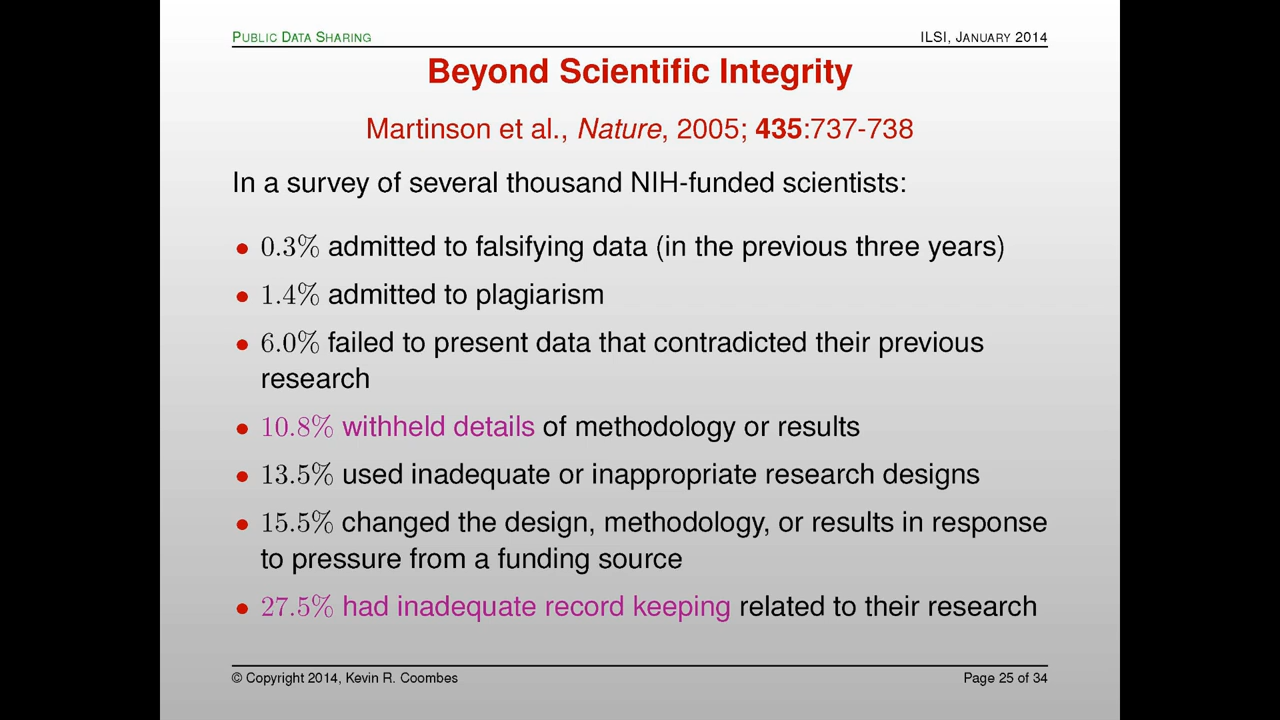 PUBLIC DATA SHARING
ILSI, JANUARY 2014
Beyond Scientific Integrity
Martinson et al., Nature, 2005; 435:737-738
In a survey of several thousand NIH-funded scientists:
• 0.3% admitted to falsifying data (in the previous three years)
• 1.4% admitted to plagiarism
• 6.0% failed to present data that contradicted their previous
research
• 10.8% withheld details of methodology or results
• 13.5% used inadequate or inappropriate research designs
• 15.5% changed the design, methodology, or results in response
to pressure from a funding source
• 27.5% had inadequate record keeping related to their research
© Copyright 2014, Kevin R. Coombes
Page 25 of 34